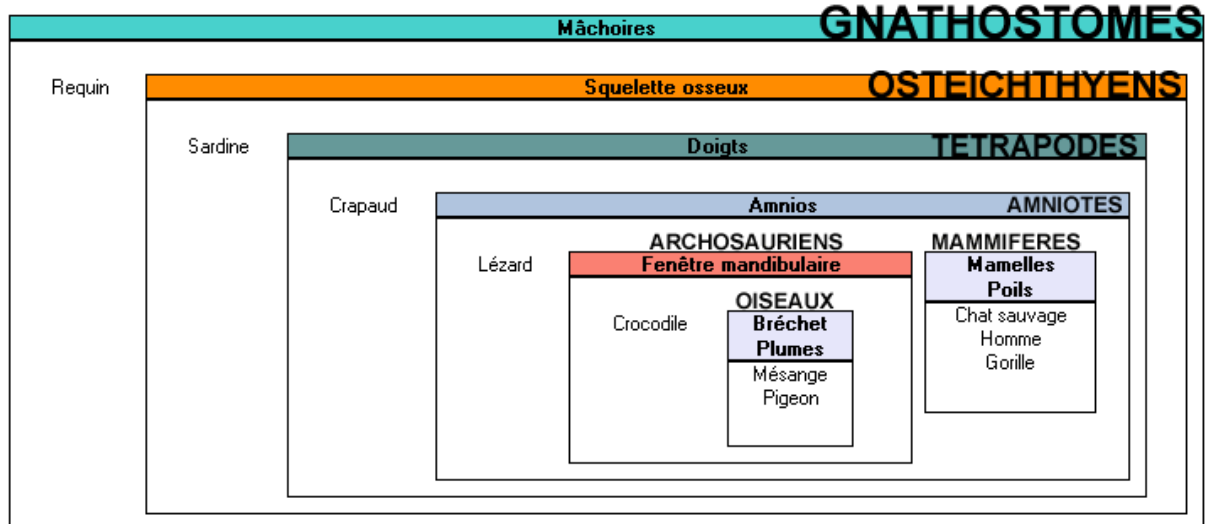 Mâchoires GNATHOSTOMES
Requin Squelette osseux OSTEICHTHYENS
Sardine Doigts TETRAPODES
Crapaud Amnios AMNIOTES
ARCHOSAURIENS MAMMIFERES
Lézard Fenêtre mandibulaire Mamelles
Poils
OISEAUX Chat sauvage
Crocodile Bréchet Homme
Plumes Gorille
Mésange
Pigeon